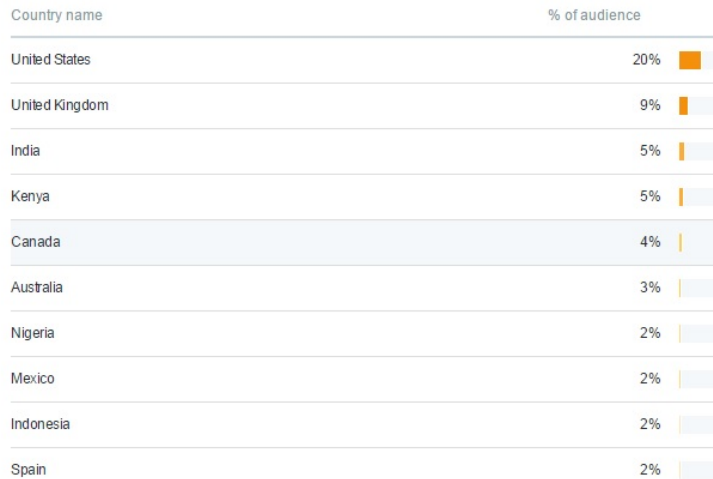 Country name % of audience
United States 20%
United Kingdom 9%
India 5%
Kenya 5%
Canada 4%
Australia 3%
Nigeria 2%
Mexico 2%
Indonesia 2%
Spain 2%